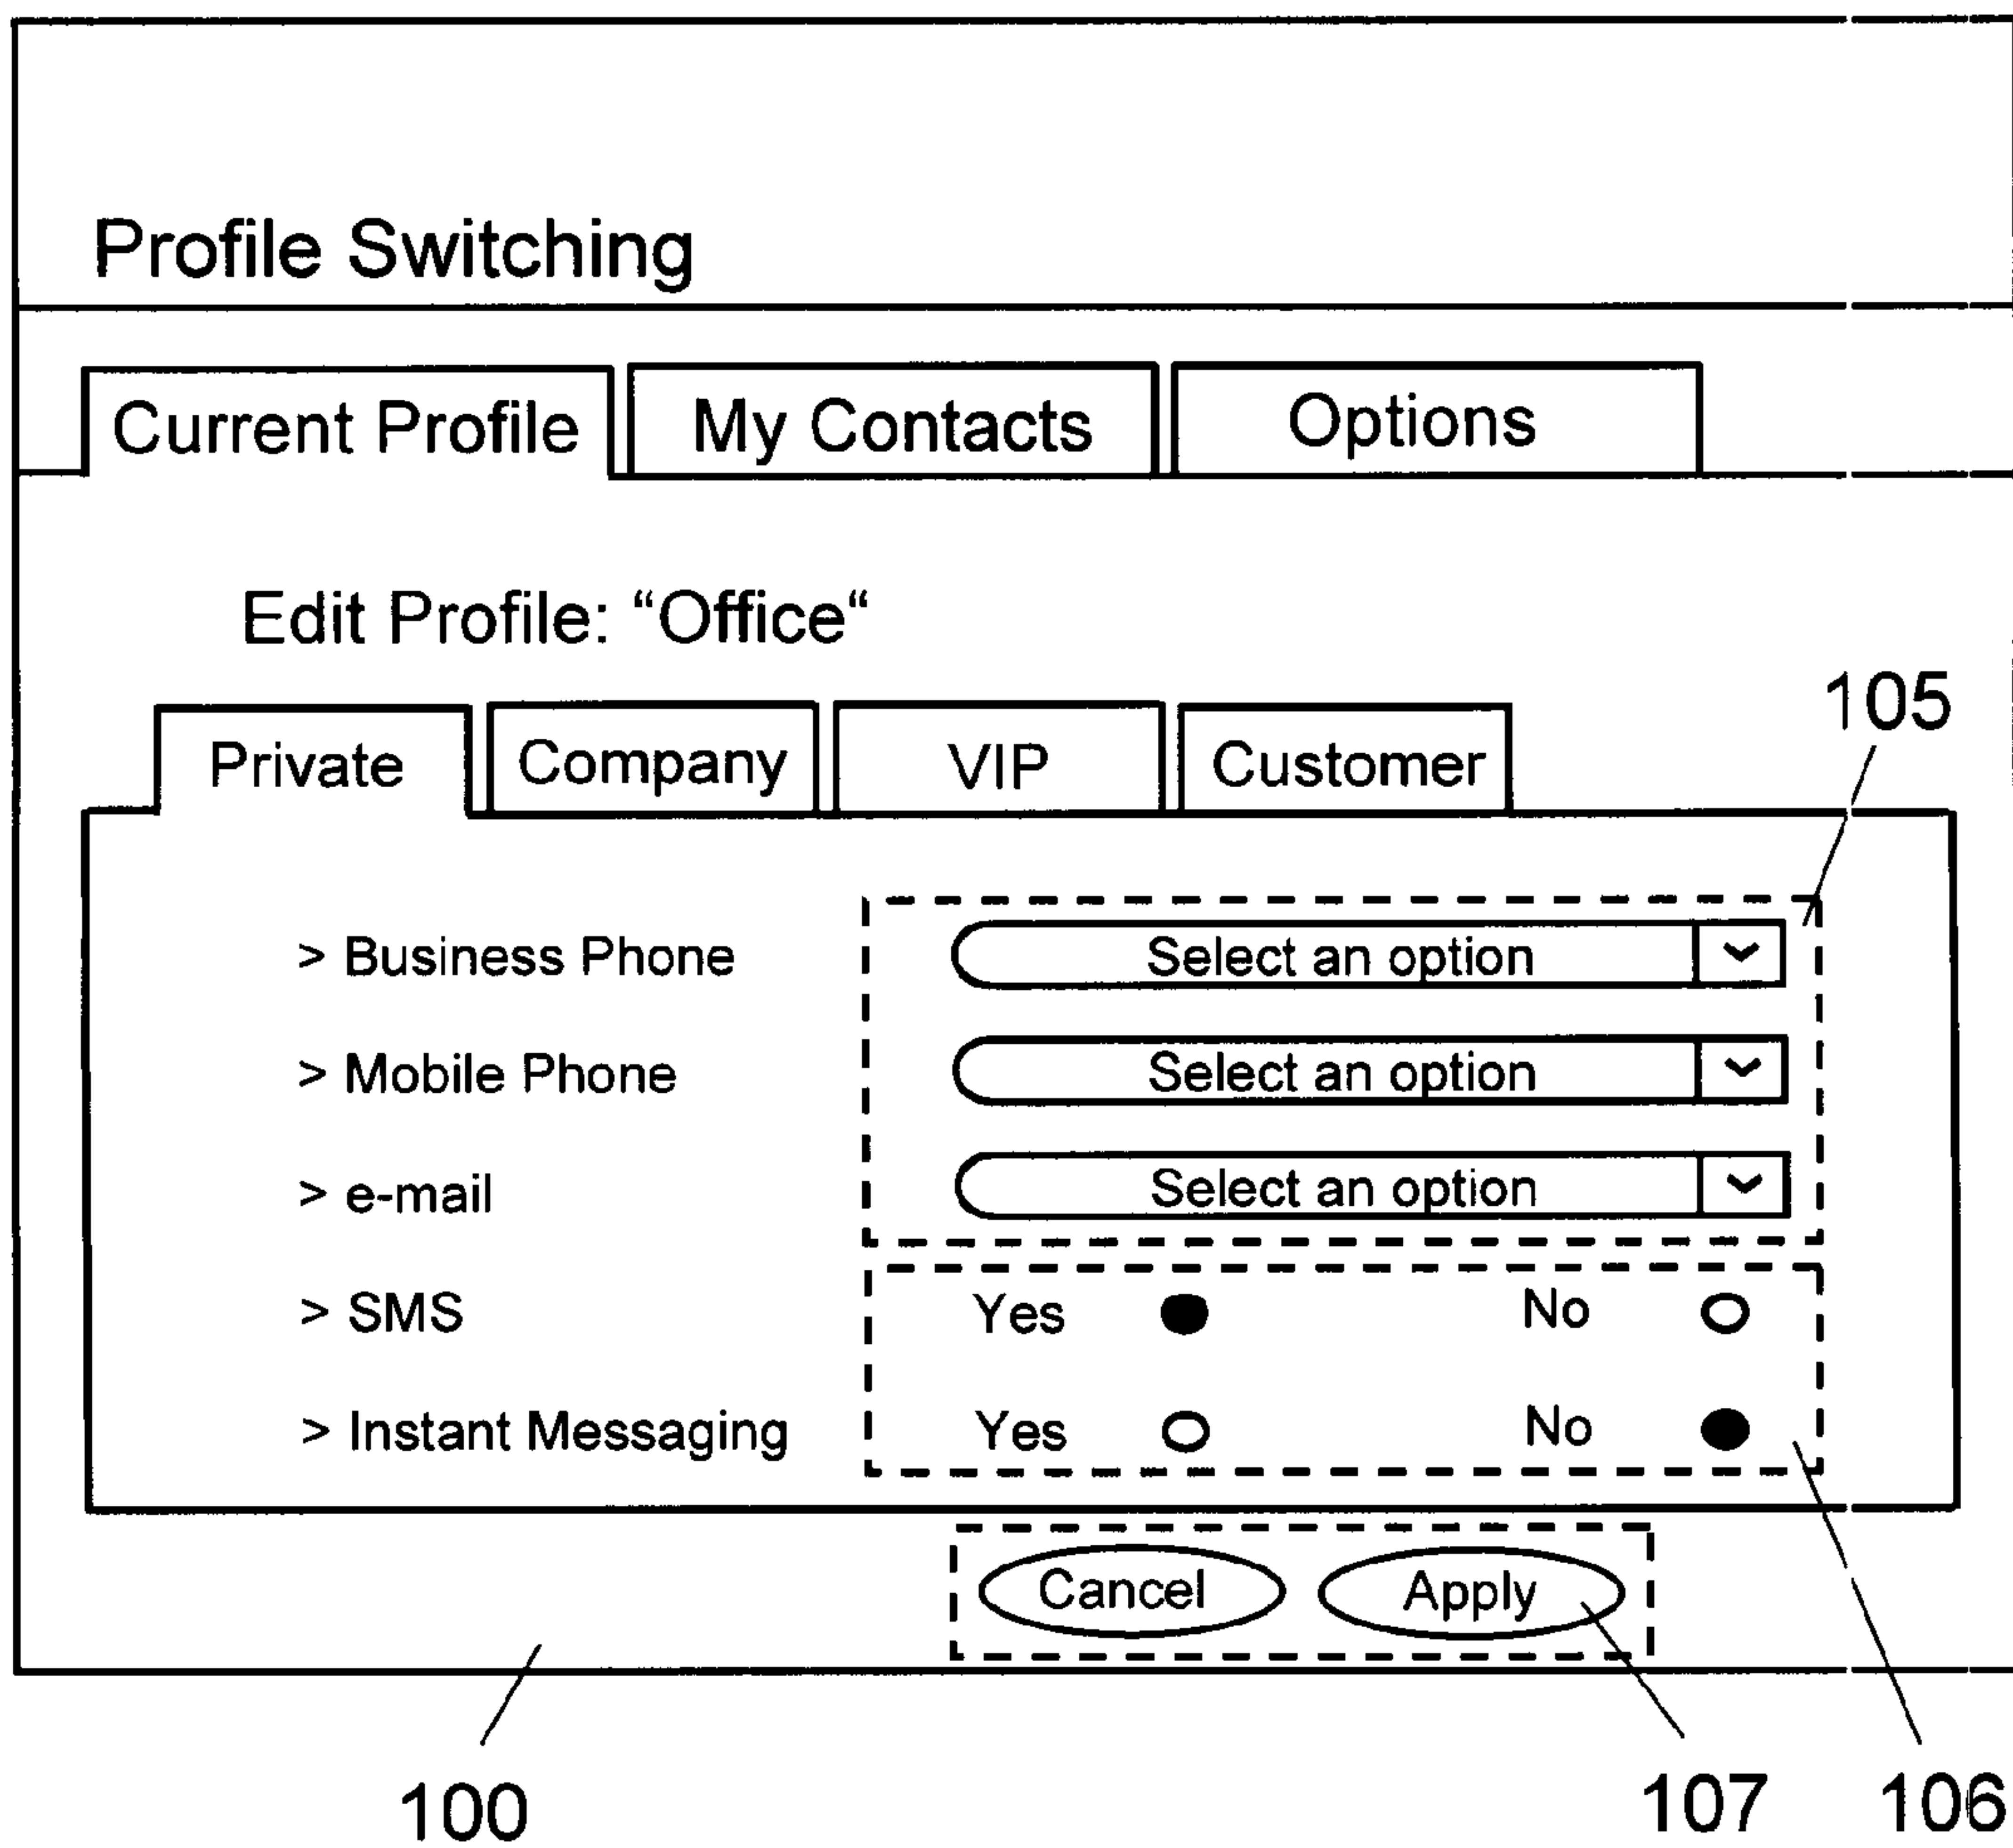 Profile Switching
Current Profile My Contacts Options
Edit Profile: “Office“
105
Private Company VIP Customer
> Business Phone Select an option
> Mobile Phone Select an option
> e-mail Select an option
> SMS Yes No
> Instant Messaging Yes No
Cancel Apply
100 107 106